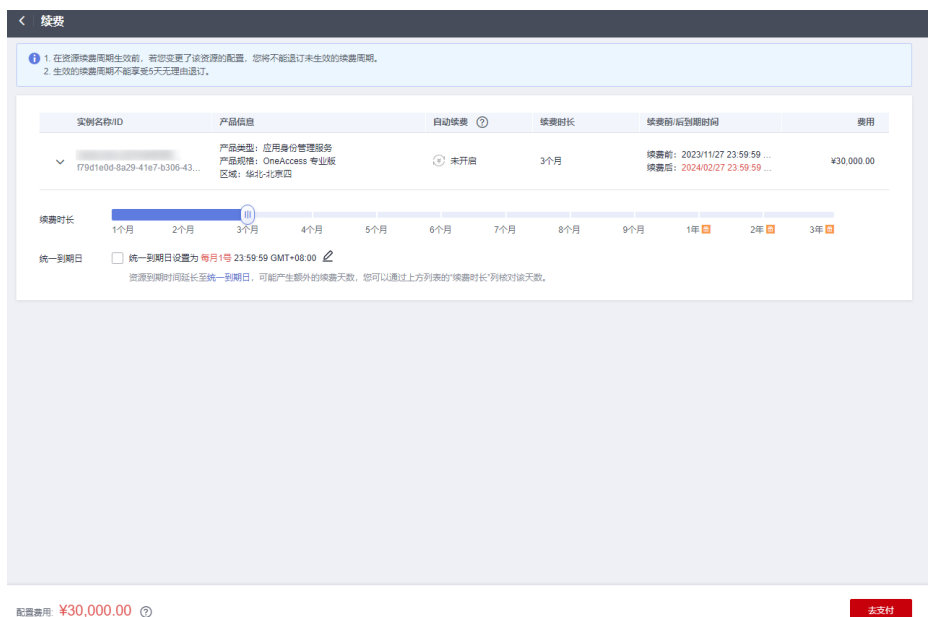 续费
1. 在资源续费周期生效前，若您变更了该资源的配置，您将不能退订未生效的续费周期。
2. 生效的续费周期不能享受5天无理由退订。
实例名称/ID 产品信息 自动续费 续费时长 续费前/后到期时间 费用
产品类型：应用身份管理服务
产品规格：OneAccess 专业版
区域：华北-北京四
f79d1e0d-8a29-41e7-b306-43...
未开启
3个月
续费前：2023/11/27 23:59:59 ...
续费后：2024/02/27 23:59:59 ...
¥30,000.00
续费时长
1个月 2个月 3个月 4个月 5个月 6个月 7个月 8个月 9个月 1年 2年 3年
统一到期日 统一到期日设置为 每月1号 23:59:59 GMT+08:00
资源到期时间延长至统一到期日，可能产生额外的续费天数，您可以通过上方列表的“续费时长”列核对该天数。
配置费用: ¥30,000.00
去支付